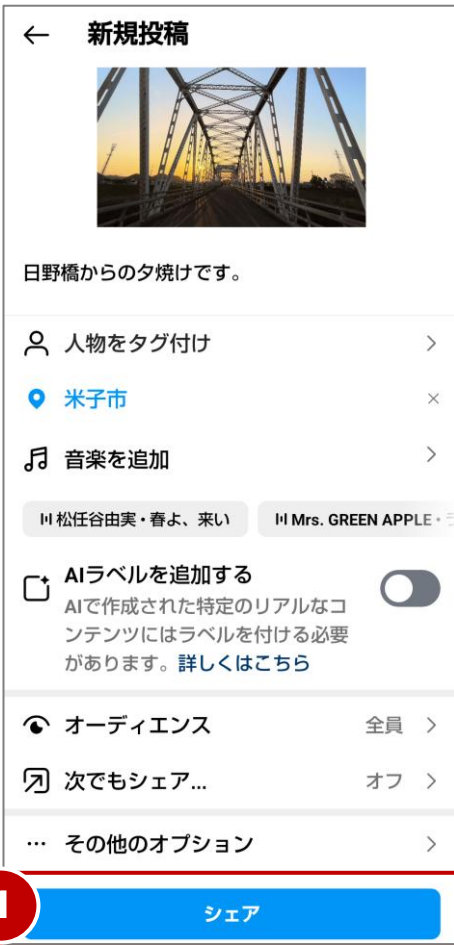 新規投稿
日野橋からの夕焼けです。
人物をタグ付け
米子市
音楽を追加
松任谷由実・春よ、来い
Mrs. GREEN APPLE・
AIラベルを追加する
AIで作成された特定のリアルなコ
ンテンツにはラベルを付ける必要
があります。詳しくはこちら
オーディエンス 全員
次でもシェア... オフ
その他のオプション
シェア